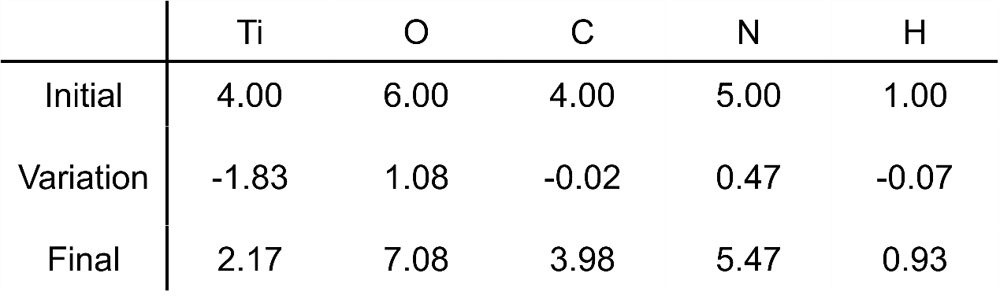 Ti O C N H
Initial 4.00 6.00 4.00 5.00 1.00
Variation -1.83 1.08 -0.02 0.47 -0.07
Final 2.17 7.08 3.98 5.47 0.93